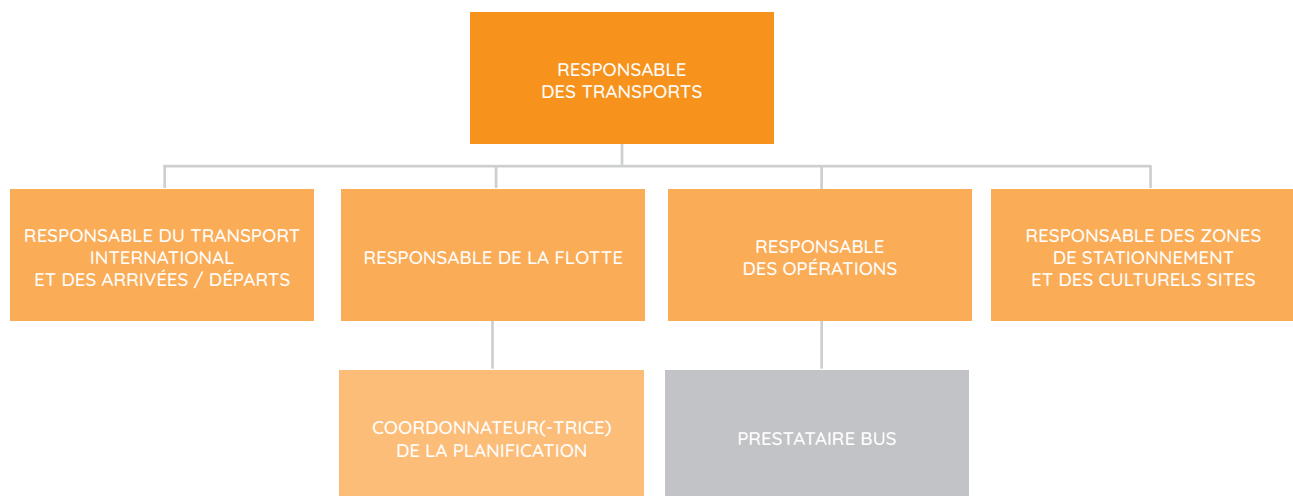 RESPONSABLE
DES TRANSPORTS
RESPONSABLE DU TRANSPORT
INTERNATIONAL
ET DES ARRIVÉES / DÉPARTS
RESPONSABLE DE LA FLOTTE
RESPONSABLE
DES OPÉRATIONS
RESPONSABLE DES ZONES
DE STATIONNEMENT
ET DES CULTURELS SITES
COORDONNATEUR(-TRICE)
DE LA PLANIFICATION
PRESTATAIRE BUS